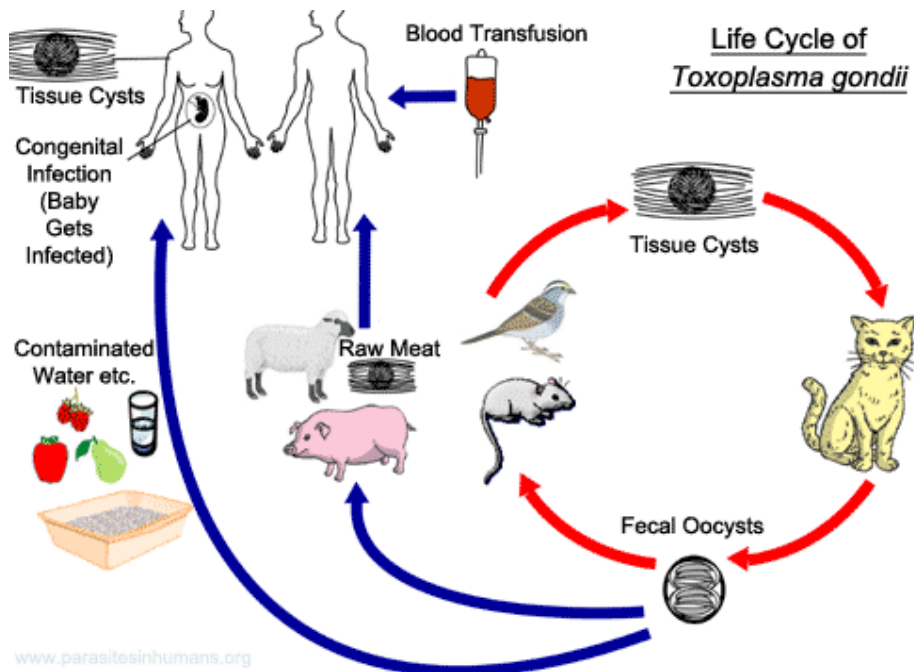 Life Cycle of
Toxoplasma gondii
Blood Transfusion
Tissue Cysts
Congenital
Infection
(Baby
Gets
Infected)
Tissue Cysts
Contaminated
Water etc.
Raw Meat
Fecal Oocysts
www.parasitesinhumans.org